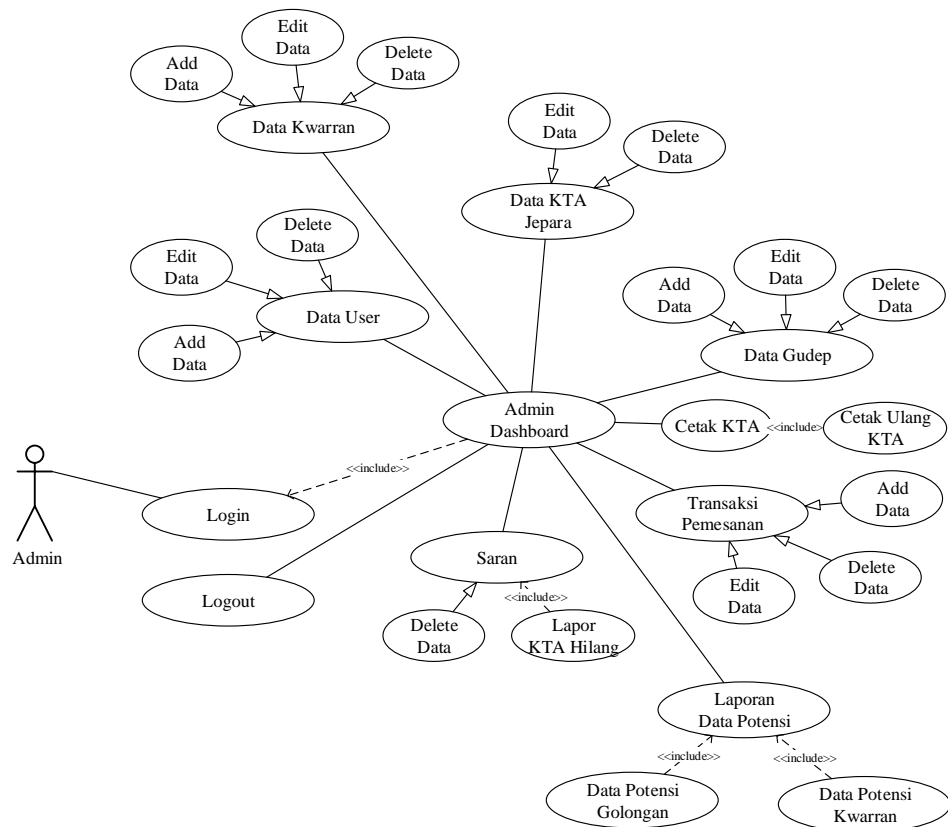 Edit
Data
Add
Data
Delete
Data
Data Kwarran
Edit
Data
Delete
Data
Data KTA
Jepara
Delete
Data
Edit
Data
Data User
Add
Data
Edit
Data
Add
Data
Delete
Data
Data Gudep
Admin
Dashboard
Cetak KTA
<<include>
Cetak Ulang
KTA
<<include>>
Admin
Login
Logout
Transaksi
Pemesanan
Add
Data
Delete
Data
Edit
Data
Saran
<<include>>
Delete
Data
Lapor
KTA Hilang
Laporan
Data Potensi
<<include>>
<<include>>
Data Potensi
Golongan
Data Potensi
Kwarran